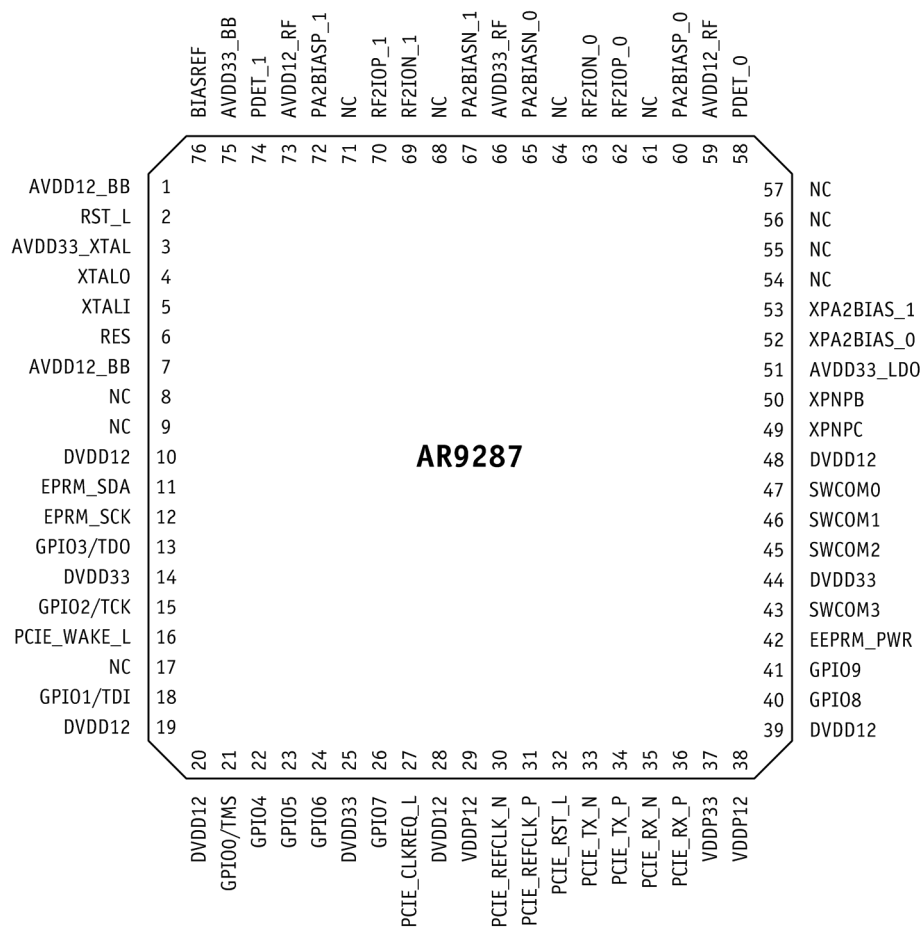 BIASREF
AVDD33_BB
PDET_1
AVDD12_RF
PA2BIASP_1
NC
RF2IOP_1
RF2ION_1
NC
PA2BIASN_1
AVDD33_RF
PA2BIASN_0
NC
RF2ION_0
RF2IOP_0
NC
PA2BIASP_0
AVDD12_RF
PDET_0
76 75 74 73 72 71 70 69 68 67 66 65 64 63 62 61 60 59 58
AVDD12_BB 1
RST_L 2
AVDD33_XTAL 3
XTALO 4
XTALI 5
RES 6
AVDD12_BB 7
NC 8
NC 9
DVDD12 10
EPRM_SDA 11
EPRM_SCK 12
GPIO3/TDO 13
DVDD33 14
GPIO2/TCK 15
PCIE_WAKE_L 16
NC 17
GPIO1/TDI 18
DVDD12 19
AR9287
57 NC
56 NC
55 NC
54 NC
53 XPA2BIAS_1
52 XPA2BIAS_0
51 AVDD33_LDO
50 XPNPB
49 XPNPC
48 DVDD12
47 SWCOM0
46 SWCOM1
45 SWCOM2
44 DVDD33
43 SWCOM3
42 EEPRM_PWR
41 GPIO9
40 GPIO8
39 DVDD12
20 21 22 23 24 25 26 27 28 29 30 31 32 33 34 35 36 37 38
DVDD12
GPIO0/TMS
GPIO4
GPIO5
GPIO6
DVDD33
GPIO7
PCIE_CLKREQ_L
DVDD12
VDDP12
PCIE_REFCLK_N
PCIE_REFCLK_P
PCIE_RST_L
PCIE_TX_N
PCIE_TX_P
PCIE_RX_N
PCIE_RX_P
VDDP33
VDDP12